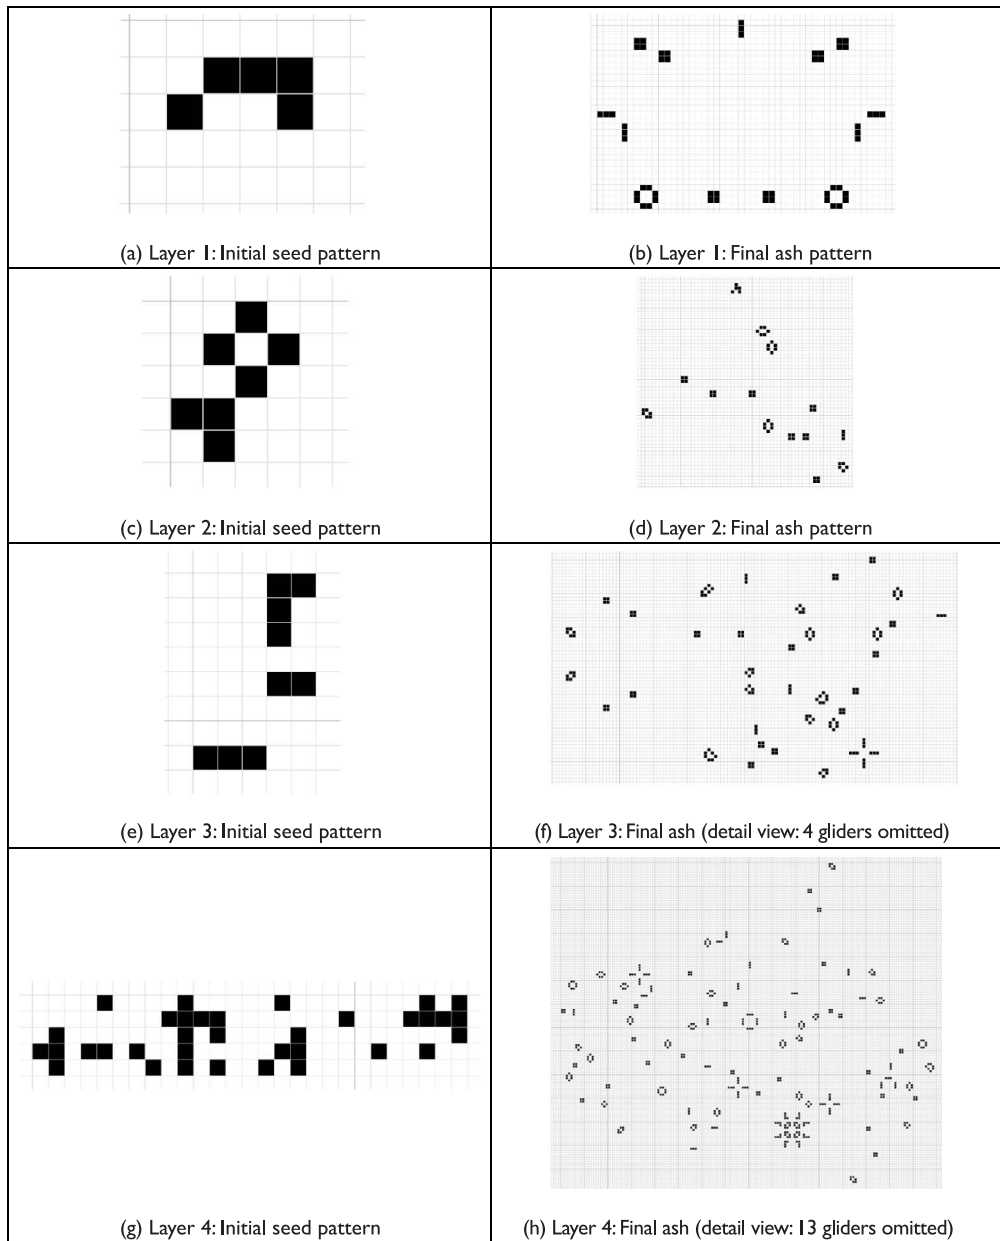 (a) Layer 1: Initial seed pattern
(b) Layer 1: Final ash pattern
(c) Layer 2: Initial seed pattern
(d) Layer 2: Final ash pattern
(e) Layer 3: Initial seed pattern
(f) Layer 3: Final ash (detail view: 4 gliders omitted)
(g) Layer 4: Initial seed pattern
(h) Layer 4: Final ash (detail view: 13 gliders omitted)